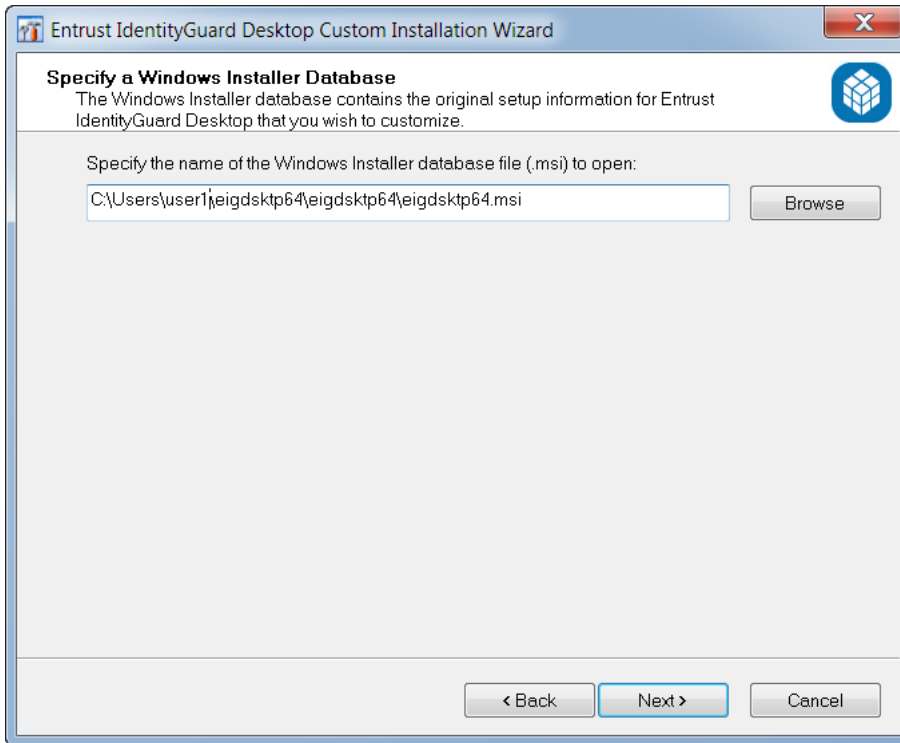 Entrust IdentityGuard Desktop Custom Installation Wizard
Specify a Windows Installer Database
The Windows Installer database contains the original setup information for Entrust
IdentityGuard Desktop that you wish to customize.
Specify the name of the Windows Installer database file (.msi) to open:
C:\Users\user1\eigdsktp64\eigdsktp64\eigdsktp64.msi
Browse
< Back
Next >
Cancel